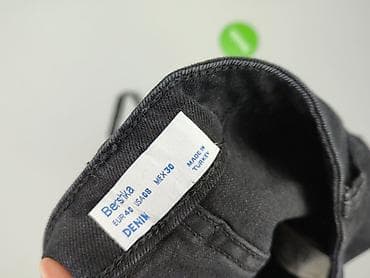 Bershka
EUR 40 USA 08 MEX 30
DENIM
MADE IN
TURKEY